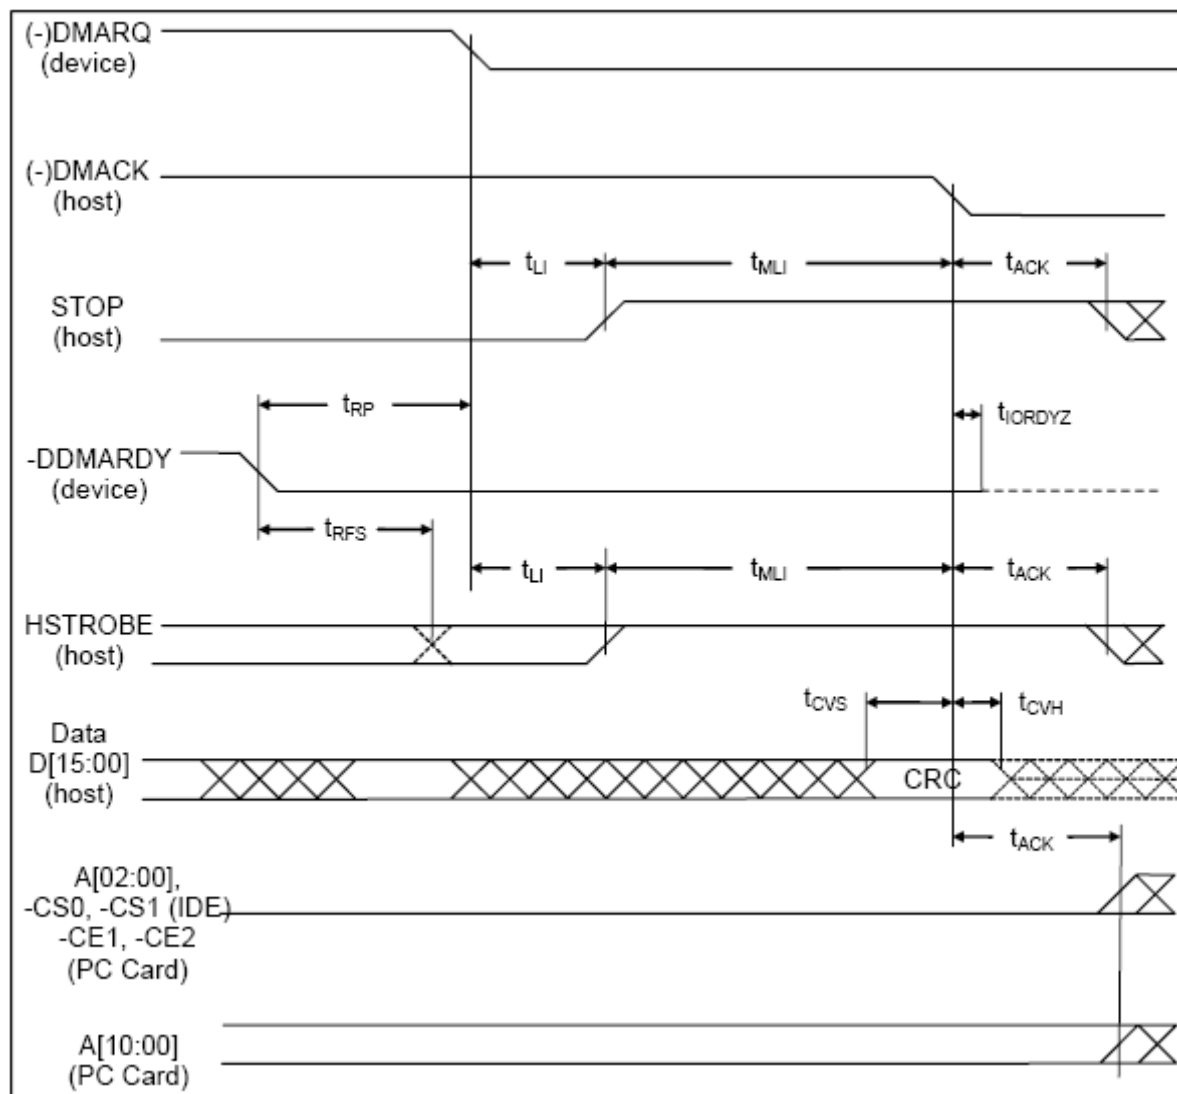 (-)DMARQ
(device)
(-)DMACK
(host)
tLI
tMLI
tACK
STOP
(host)
tRP
tIORDYZ
-DDMARDY
(device)
tRFS
tLI
tMLI
tACK
HSTROBE
(host)
tCVS
tCVH
Data
D[15:00]
(host)
CRC
tACK
A[02:00],
-CS0, -CS1 (IDE)
-CE1, -CE2
(PC Card)
A[10:00]
(PC Card)